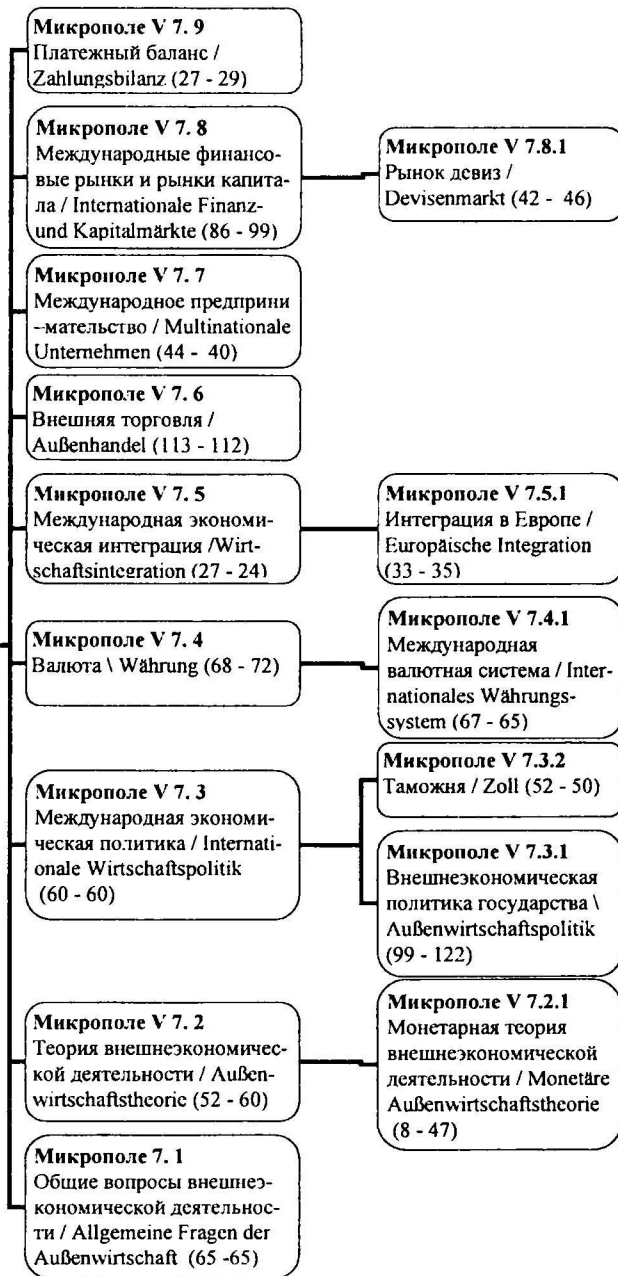 Микрополе V 7. 9
Платежный баланс /
Zahlungsbilanz (27 - 29)
Микрополе V 7. 8
Международные финансо-
вые рынки и рынки капита-
ла / Internationale Finanz-
und Kapitalmärkte (86 - 99)
Микрополе V 7.8.1
Рынок девиз /
Devisenmarkt (42 - 46)
Микрополе V 7. 7
Международное предприни
-мательство / Multinationale
Unternehmen (44 - 40)
Микрополе V 7. 6
Внешняя торговля /
Außenhandel (113 - 112)
Микрополе V 7. 5
Международная экономи-
ческая интеграция /Wirt-
schaftsintegration (27 - 24)
Микрополе V 7.5.1
Интеграция в Европе /
Europäische Integration
(33 - 35)
Микрополе V 7. 4
Валюта \ Währung (68 - 72)
Микрополе V 7.4.1
Международная
валютная система / Inter-
nationales Währungs-
system (67 - 65)
Микрополе V 7. 3
Международная экономи-
ческая политика / Internati-
onale Wirtschaftspolitik
(60 - 60)
Микрополе V 7.3.2
Таможня / Zoll (52 - 50)
Микрополе V 7.3.1
Внешнеэкономическая
политика государства \
Außenwirtschaftspolitik
(99 - 122)
Микрополе V 7. 2
Теория внешнеэкономичес-
кой деятельности / Außen-
wirtschaftstheorie (52 - 60)
Микрополе V 7.2.1
Монетарная теория
внешнеэкономической
деятельности / Monetäre
Außenwirtschaftstheorie
(8 - 47)
Микрополе 7. 1
Общие вопросы внешнеэ-
кономической деятельнос-
ти / Allgemeine Fragen der
Außenwirtschaft (65 -65)